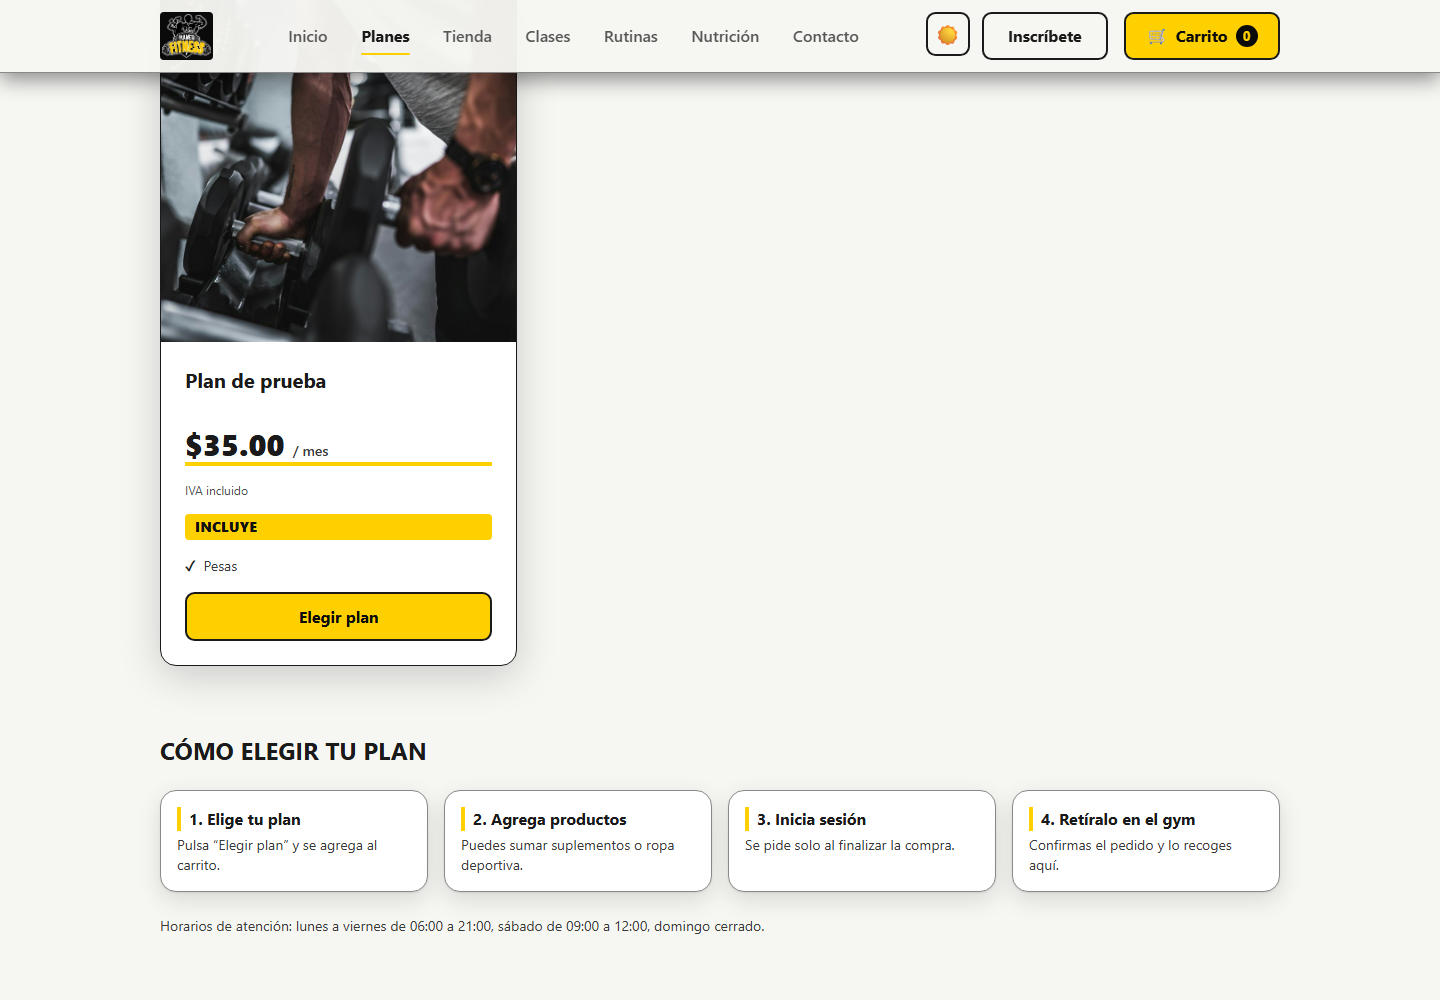 FITNESS
Inicio
Planes
Tienda
Clases
Rutinas
Nutrición
Contacto
Inscríbete
Carrito 0
Plan de prueba
$35.00 / mes
IVA incluido
INCLUYE
✓ Pesas
Elegir plan
CÓMO ELEGIR TU PLAN
1. Elige tu plan
Pulsa “Elegir plan” y se agrega al
carrito.
2. Agrega productos
Puedes sumar suplementos o ropa
deportiva.
3. Inicia sesión
Se pide solo al finalizar la compra.
4. Retíralo en el gym
Confirmas el pedido y lo recoges
aquí.
Horarios de atención: lunes a viernes de 06:00 a 21:00, sábado de 09:00 a 12:00, domingo cerrado.